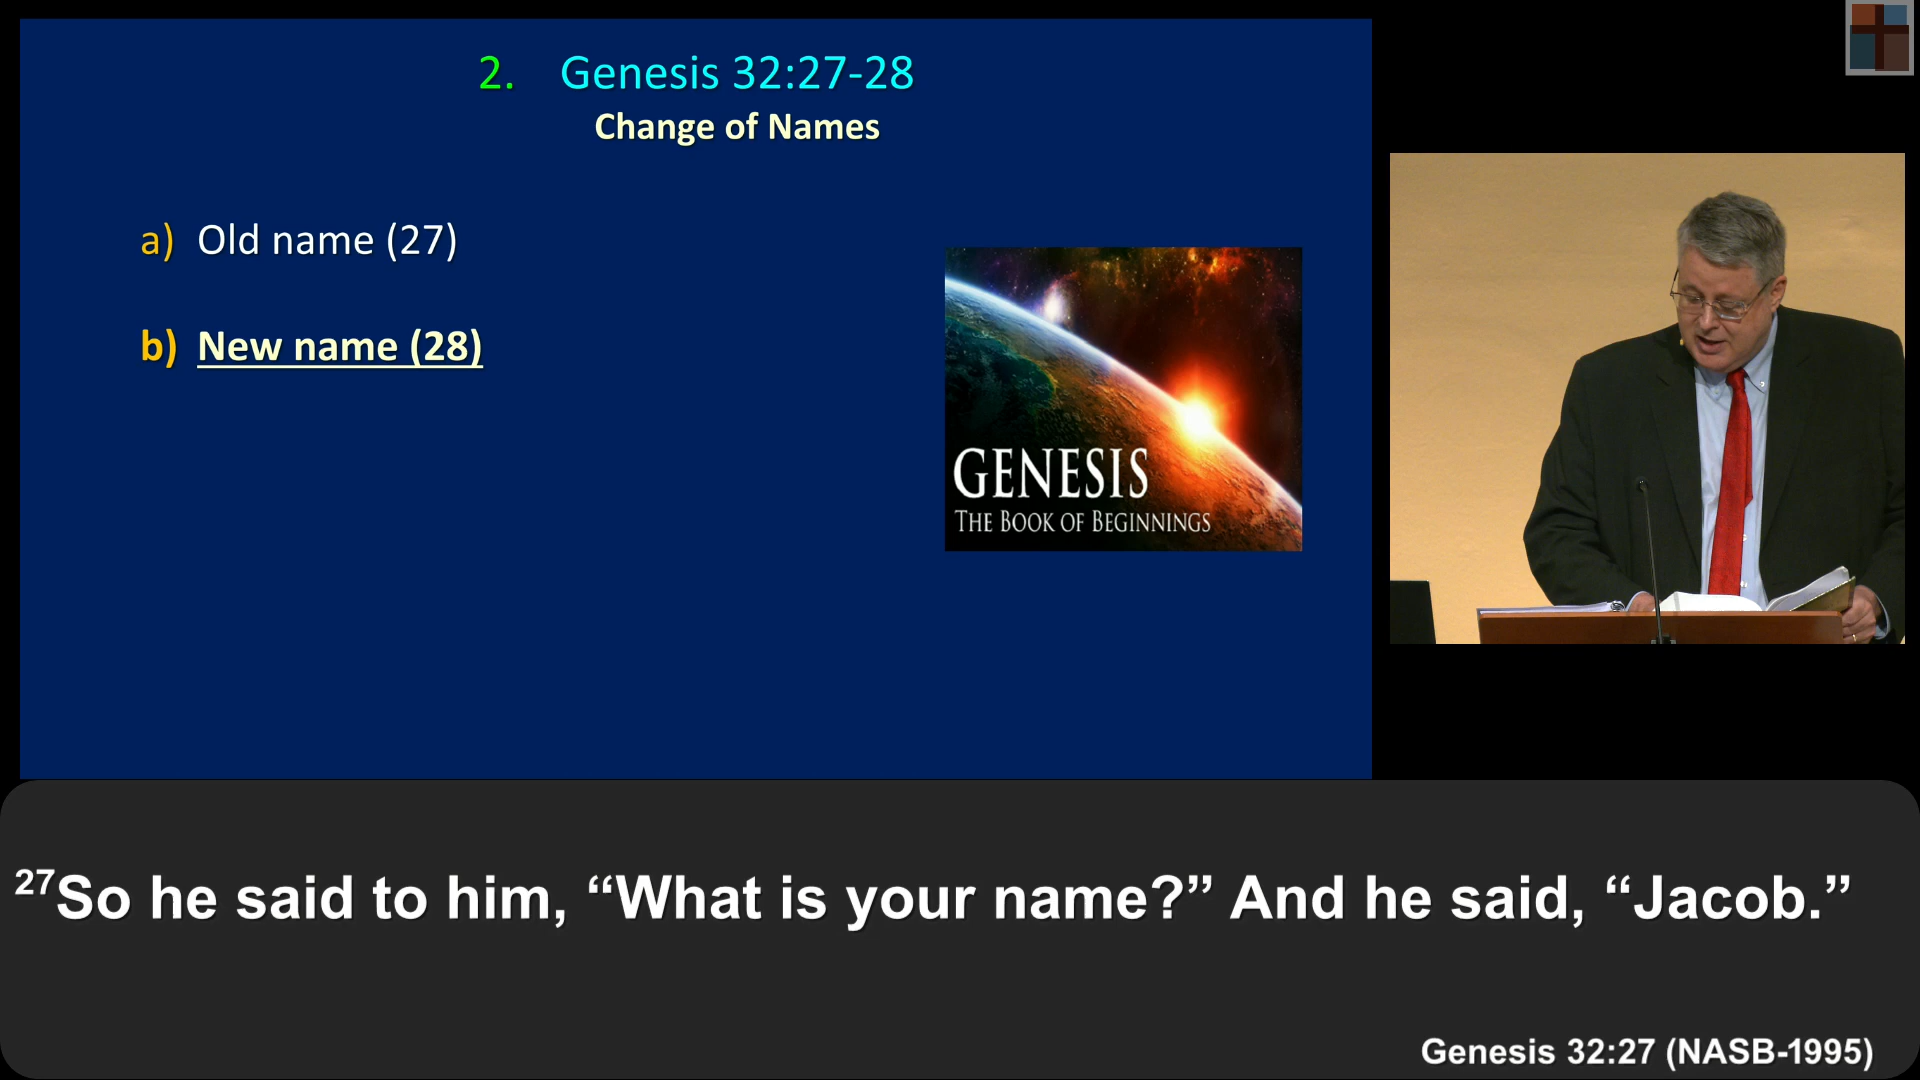 2. Genesis 32:27-28
Change of Names
a) Old name (27)
b) New name (28)
GENESIS
THE BOOK OF BEGINNINGS
27So he said to him, “What is your name?” And he said, “Jacob.”
Genesis 32:27 (NASB-1995)